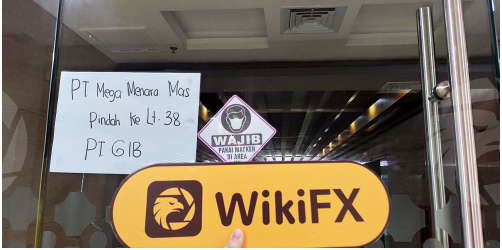 PT Mega Menara Mas
Pindah Ke Lt. 38
PT GIB
WAJIB
PAKAI MASKER
DI AREA
WikiFX